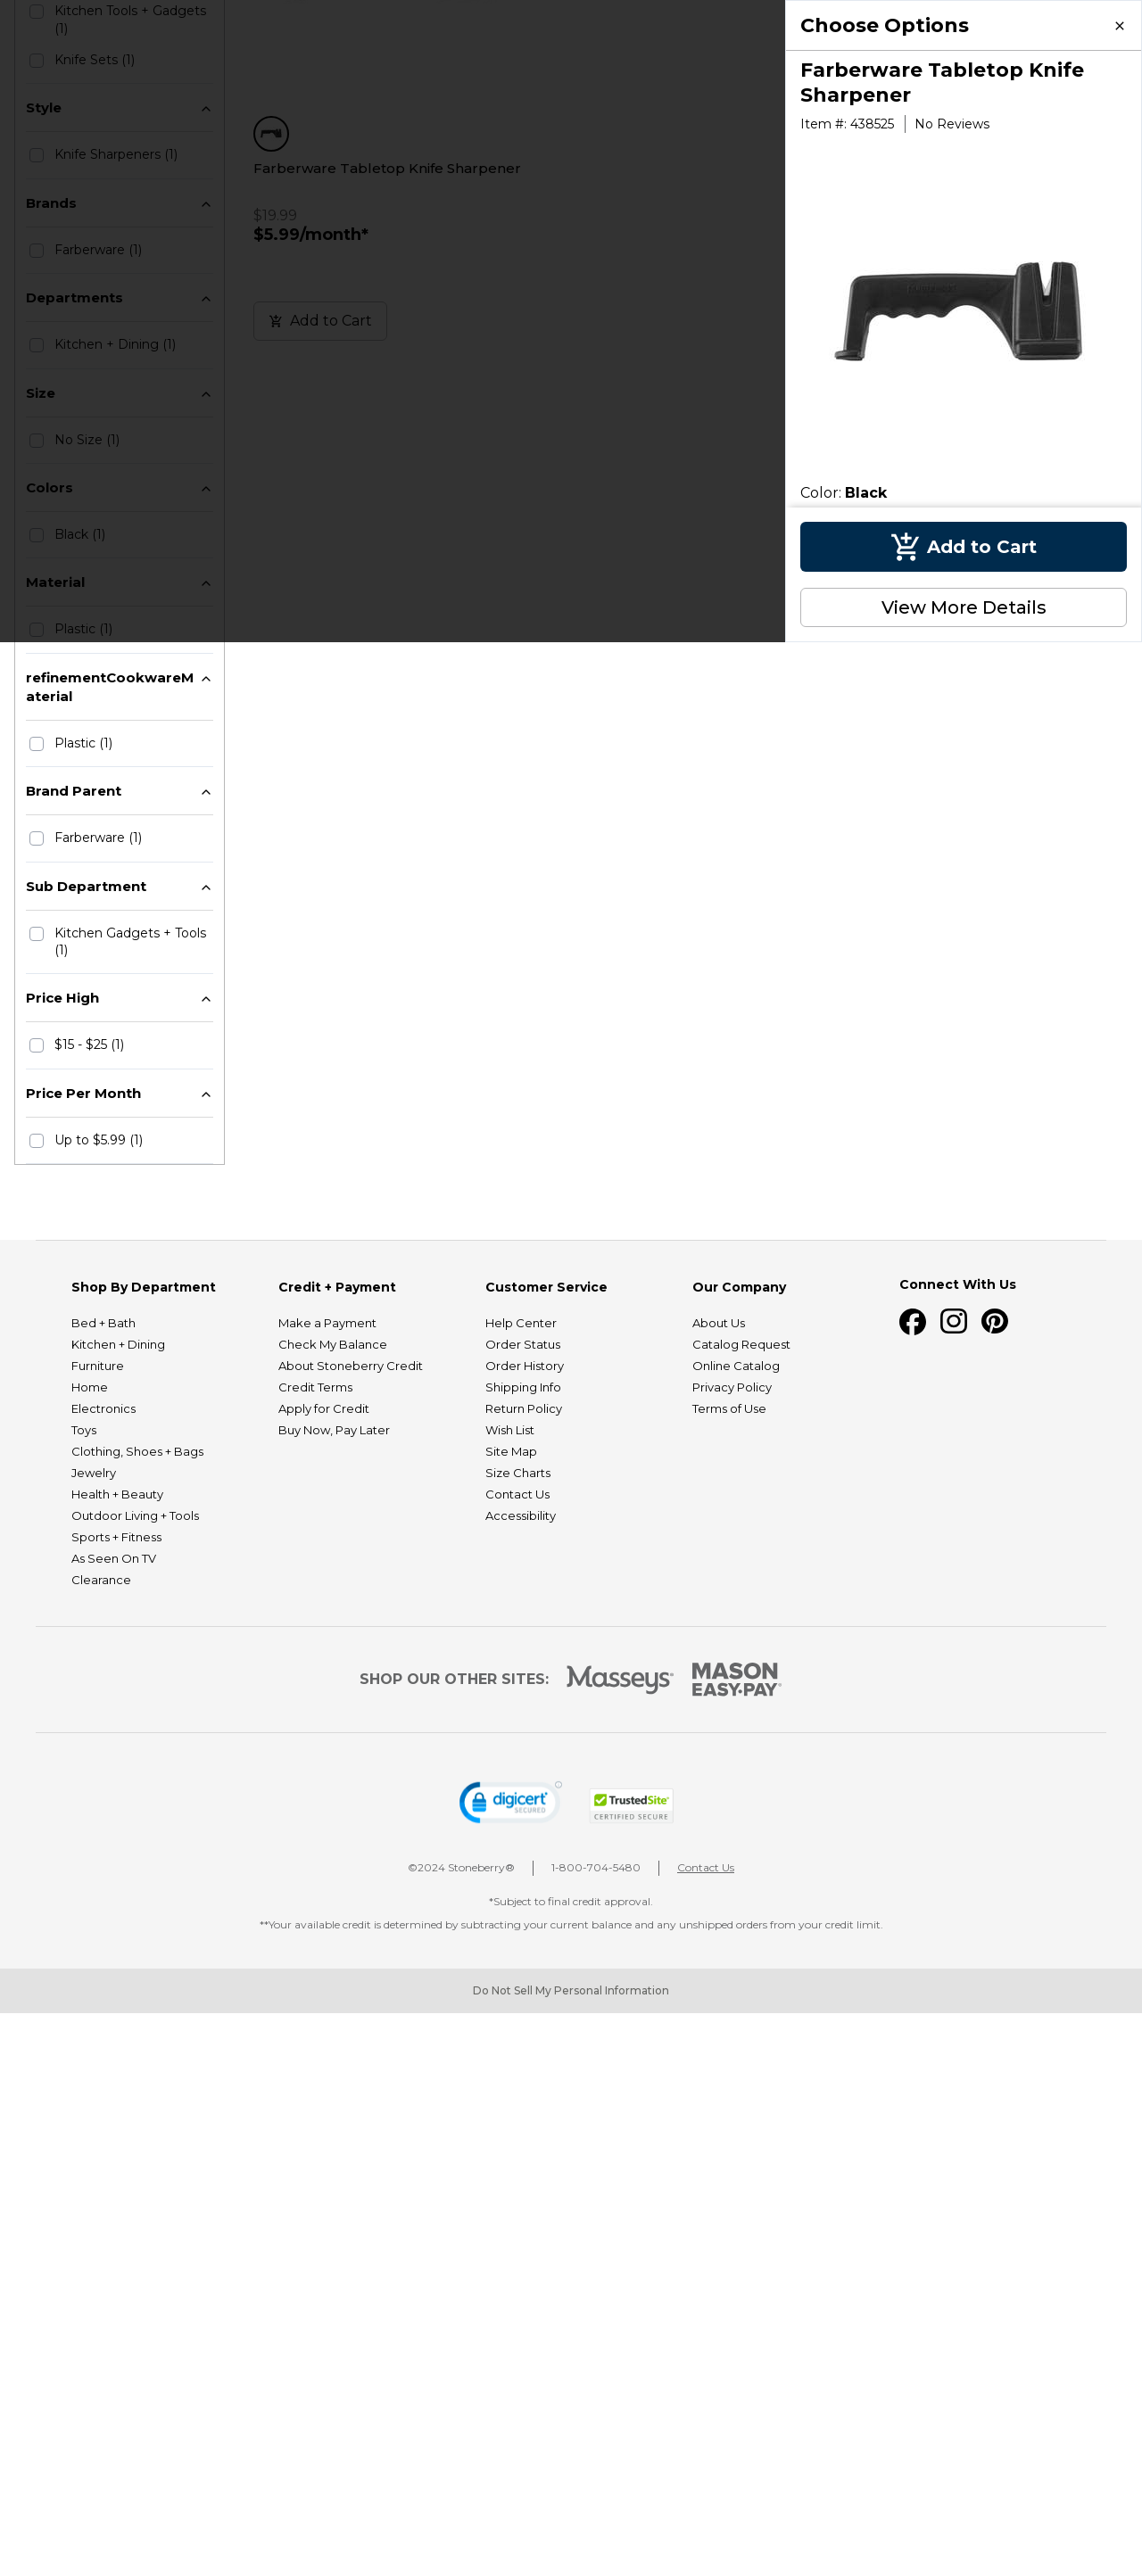 Kitchen Tools + Gadgets
(1)
Knife Sets (1)
Style
Knife Sharpeners (1)
Brands
Farberware (1)
Departments
Kitchen + Dining (1)
Size
No Size (1)
Colors
Black (1)
Material
Plastic (1)
refinementCookwareM
aterial
Plastic (1)
Brand Parent
Farberware (1)
Sub Department
Kitchen Gadgets + Tools
(1)
Price High
$15 - $25 (1)
Price Per Month
Up to $5.99 (1)
Farberware Tabletop Knife Sharpener
$19.99
$5.99/month*
Add to Cart
Choose Options
×
Farberware Tabletop Knife
Sharpener
Item #: 438525 No Reviews
Color: Black
Add to Cart
View More Details
Shop By Department
Bed + Bath
Kitchen + Dining
Furniture
Home
Electronics
Toys
Clothing, Shoes + Bags
Jewelry
Health + Beauty
Outdoor Living + Tools
Sports + Fitness
As Seen On TV
Clearance
Credit + Payment
Make a Payment
Check My Balance
About Stoneberry Credit
Credit Terms
Apply for Credit
Buy Now, Pay Later
Customer Service
Help Center
Order Status
Order History
Shipping Info
Return Policy
Wish List
Site Map
Size Charts
Contact Us
Accessibility
Our Company
About Us
Catalog Request
Online Catalog
Privacy Policy
Terms of Use
Connect With Us
SHOP OUR OTHER SITES: Masseys®
MASON
EASY•PAY®
digicert
SECURED
TrustedSite
CERTIFIED SECURE
©2024 Stoneberry® 1-800-704-5480 Contact Us
*Subject to final credit approval.
**Your available credit is determined by subtracting your current balance and any unshipped orders from your credit limit.
Do Not Sell My Personal Information